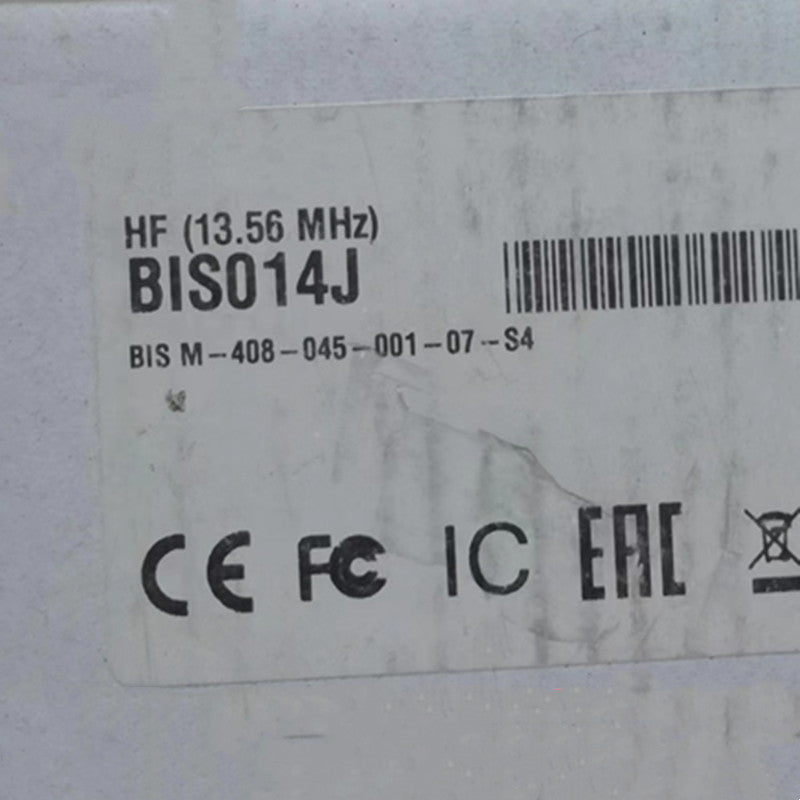 HF (13.56 MHz)
BIS014J
BIS M-408-045-001-07-S4
CE FC IC EAC